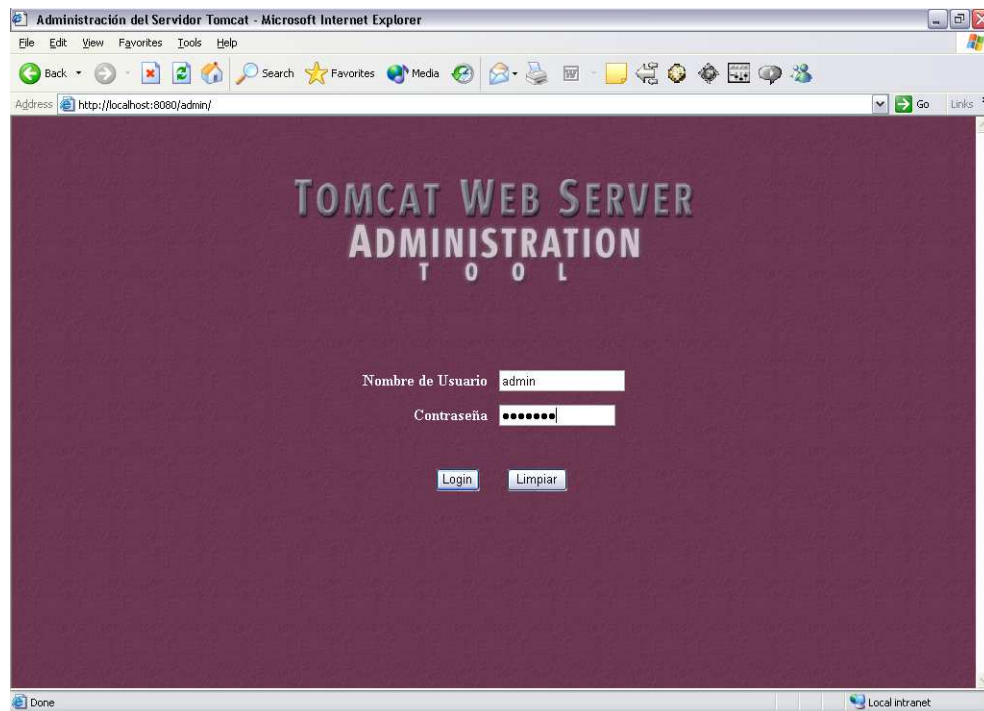 Administración del Servidor Tomcat - Microsoft Internet Explorer
File Edit View Favorites Tools Help
Back Search Favorites Media
Address http://localhost:8080/admin/ Go Links
TOMCAT WEB SERVER
ADMINISTRATION
TOOL
Nombre de Usuario admin
Contraseña •••••••
Login Limpiar
Done Local intranet